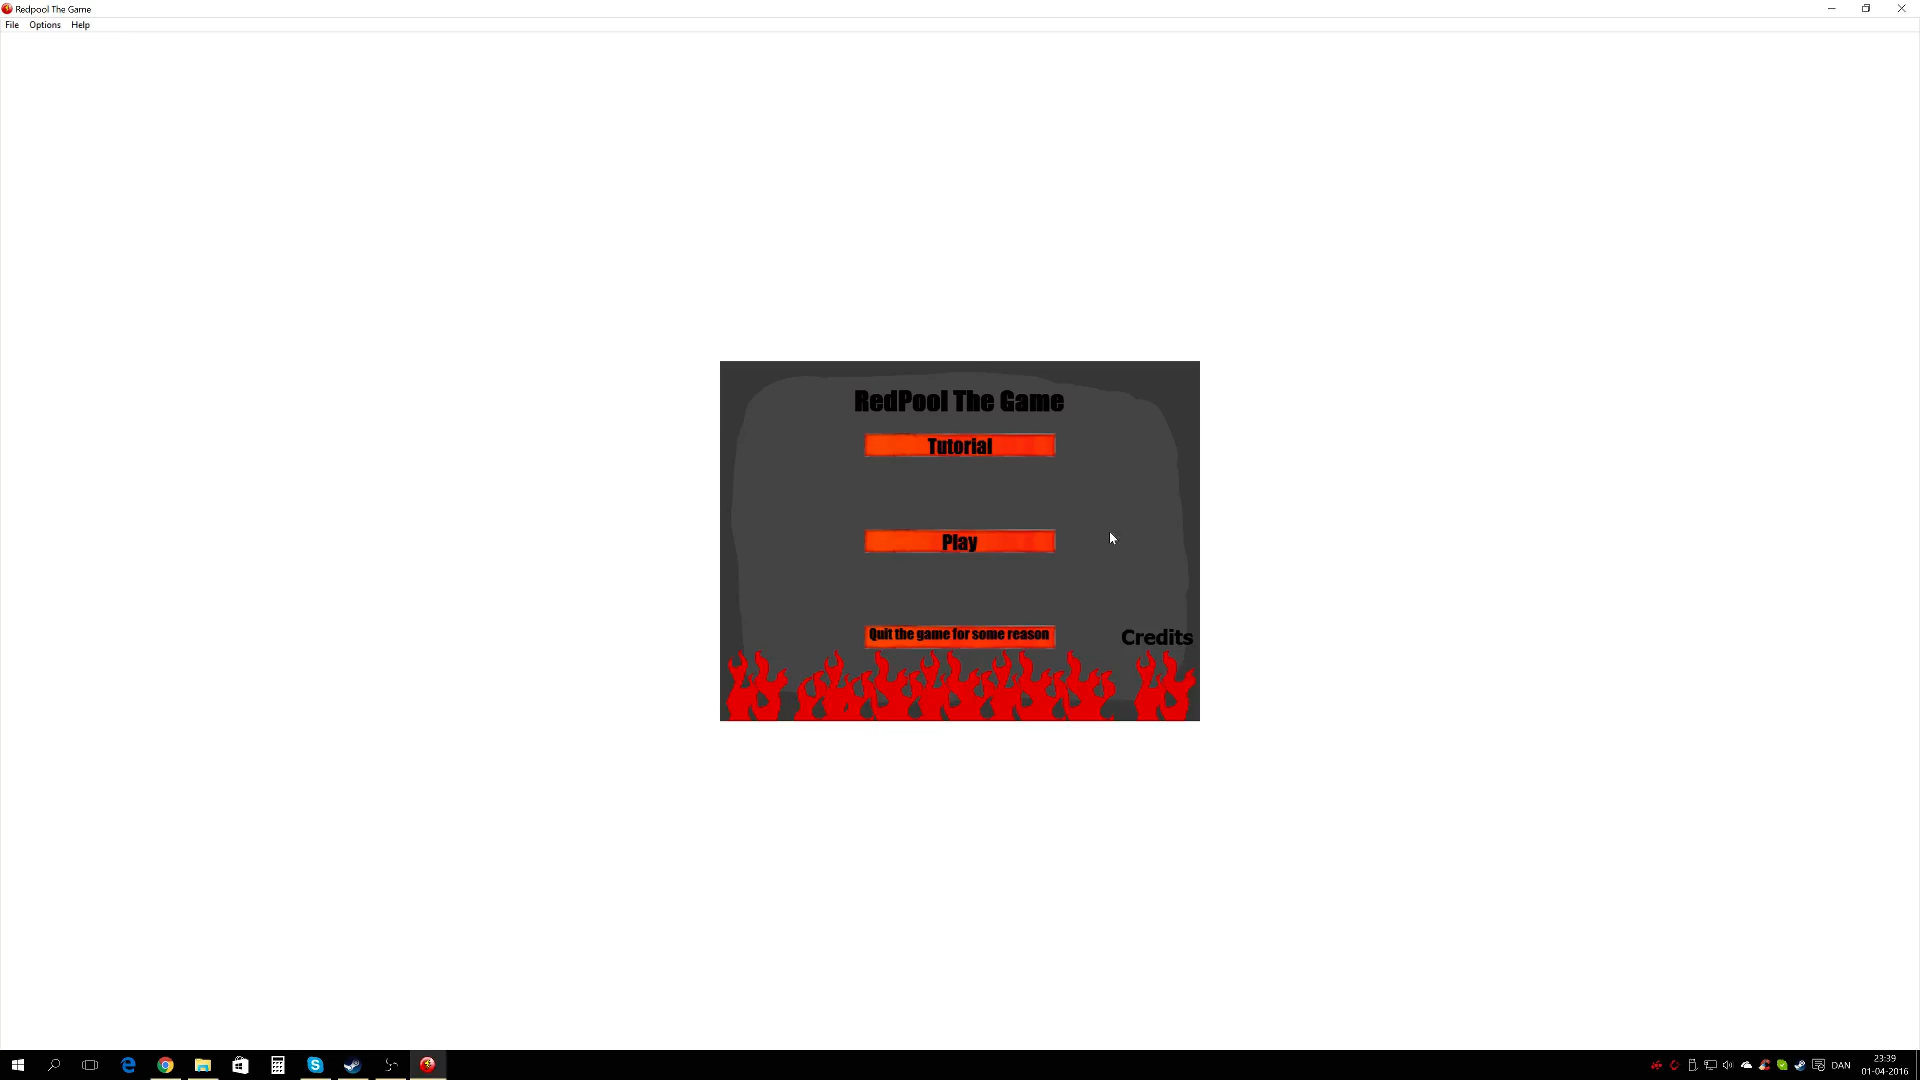 Redpool The Game
File Options Help
RedPool The Game
Tutorial
Play
Quit the game for some reason
Credits
DAN
23:39
01-04-2016